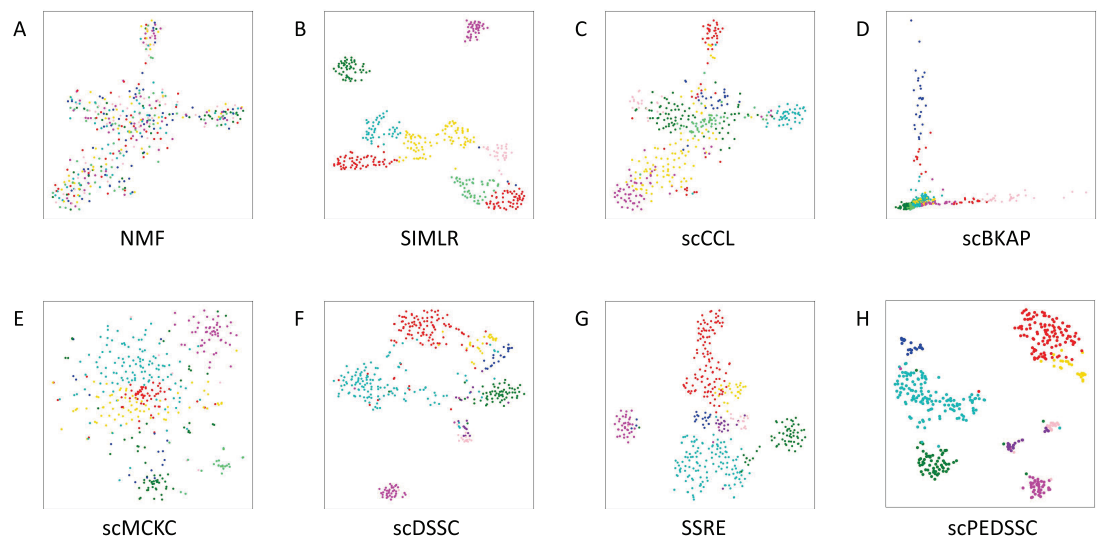 A B C D
NMF SIMLR scCCL scBKAP
E F G H
scMCKC scDSSC SSRE scPEDSSC